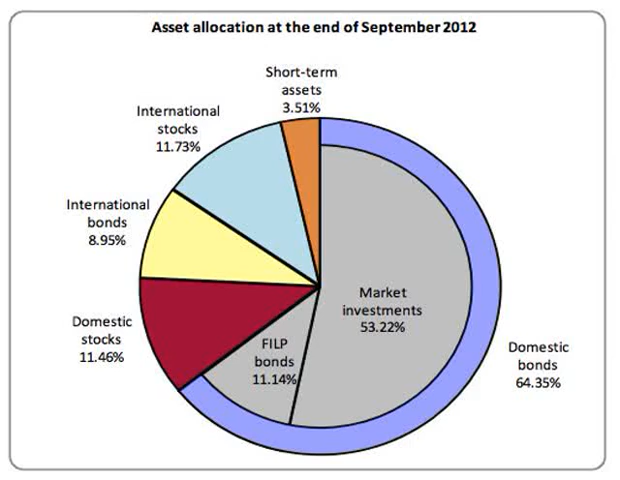 Asset allocation at the end of September 2012
Short-term
assets
3.51%
International
stocks
11.73%
International
bonds
8.95%
Domestic
stocks
11.46%
FILP
bonds
11.14%
Market
investments
53.22%
Domestic
bonds
64.35%